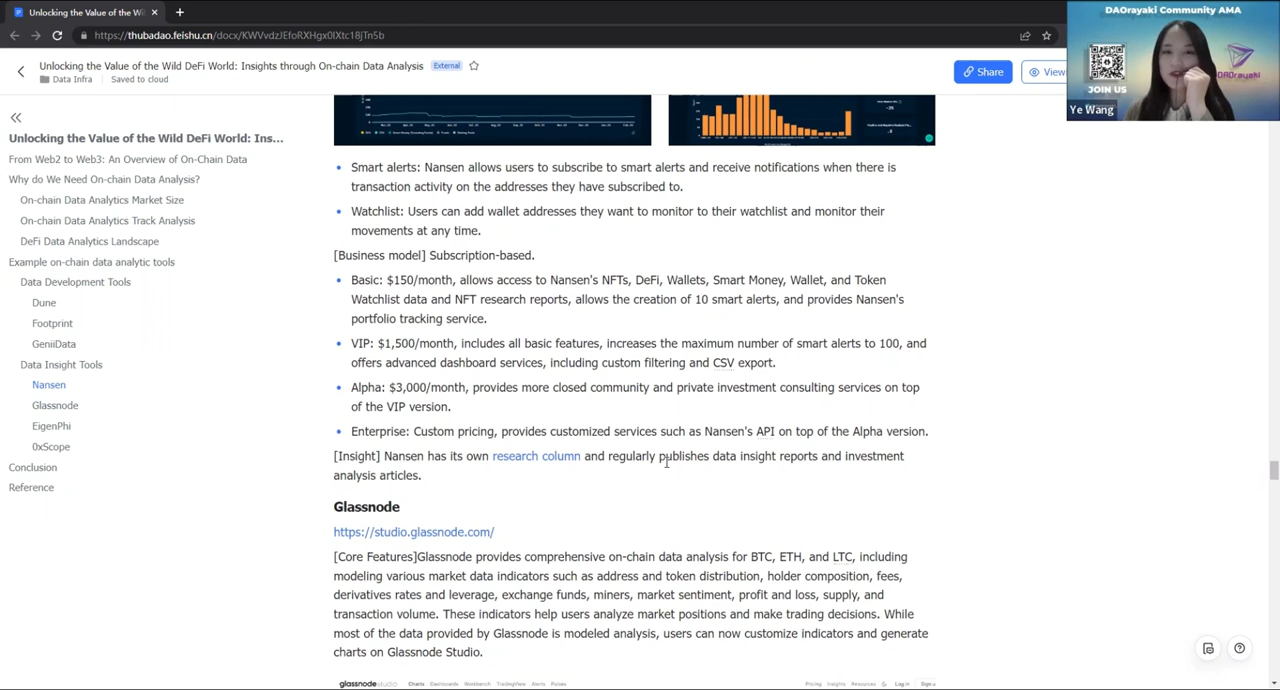 Unlocking the Value of the Wi
https://thubadao.feishu.cn/docx/KWVvdzJEfoRXHgx0IXtc18jTn5b
Unlocking the Value of the Wild DeFi World: Insights through On-chain Data Analysis External
Data Infra Saved to cloud
Share
View
DAOrayaki Community AMA
DAOrayaki
JOIN US
Ye Wang
Unlocking the Value of the Wild DeFi World: Ins...
From Web2 to Web3: An Overview of On-Chain Data
Why do We Need On-chain Data Analysis?
On-chain Data Analytics Market Size
On-chain Data Analytics Track Analysis
DeFi Data Analytics Landscape
Example on-chain data analytic tools
Data Development Tools
Dune
Footprint
GeniiData
Data Insight Tools
Nansen
Glassnode
EigenPhi
0xScope
Conclusion
Reference
• Smart alerts: Nansen allows users to subscribe to smart alerts and receive notifications when there is
transaction activity on the addresses they have subscribed to.
• Watchlist: Users can add wallet addresses they want to monitor to their watchlist and monitor their
movements at any time.
[Business model] Subscription-based.
• Basic: $150/month, allows access to Nansen's NFTs, DeFi, Wallets, Smart Money, Wallet, and Token
Watchlist data and NFT research reports, allows the creation of 10 smart alerts, and provides Nansen's
portfolio tracking service.
• VIP: $1,500/month, includes all basic features, increases the maximum number of smart alerts to 100, and
offers advanced dashboard services, including custom filtering and CSV export.
• Alpha: $3,000/month, provides more closed community and private investment consulting services on top
of the VIP version.
• Enterprise: Custom pricing, provides customized services such as Nansen's API on top of the Alpha version.
[Insight] Nansen has its own research column and regularly publishes data insight reports and investment
analysis articles.
Glassnode
https://studio.glassnode.com/
[Core Features]Glassnode provides comprehensive on-chain data analysis for BTC, ETH, and LTC, including
modeling various market data indicators such as address and token distribution, holder composition, fees,
derivatives rates and leverage, exchange funds, miners, market sentiment, profit and loss, supply, and
transaction volume. These indicators help users analyze market positions and make trading decisions. While
most of the data provided by Glassnode is modeled analysis, users can now customize indicators and generate
charts on Glassnode Studio.
glassnodestudio Charts Dashboards Workbench TradingView Alerts Pricing Insights Resources Log in Sign u